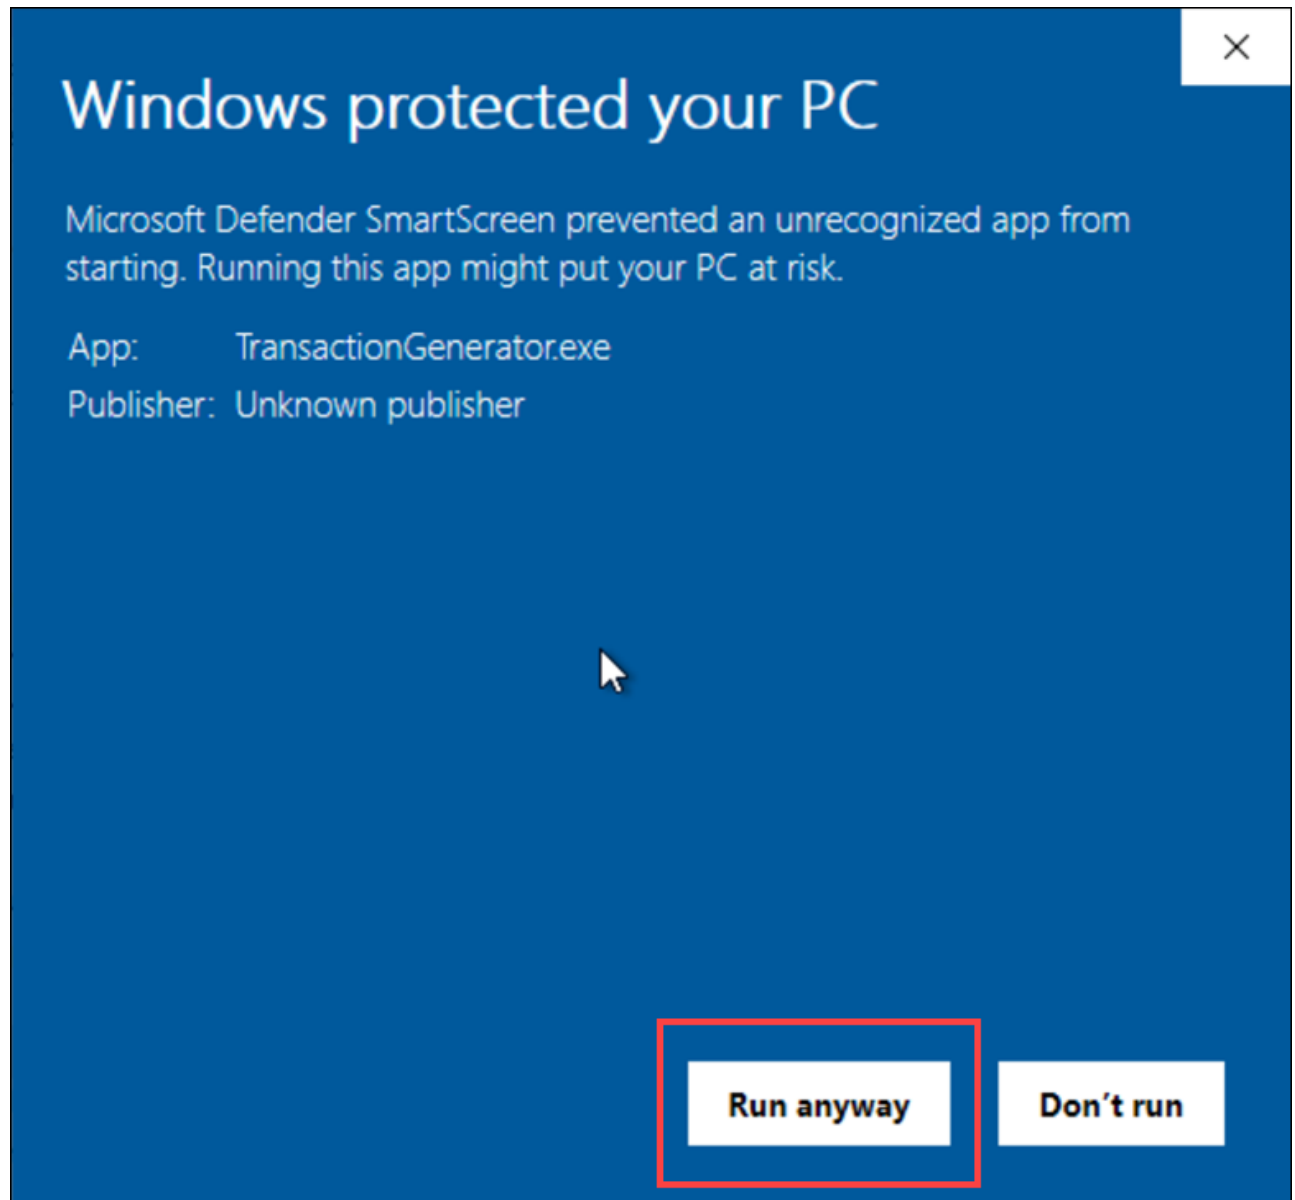 Windows protected your PC
Microsoft Defender SmartScreen prevented an unrecognized app from
starting. Running this app might put your PC at risk.
App: TransactionGenerator.exe
Publisher: Unknown publisher
Run anyway Don’t run